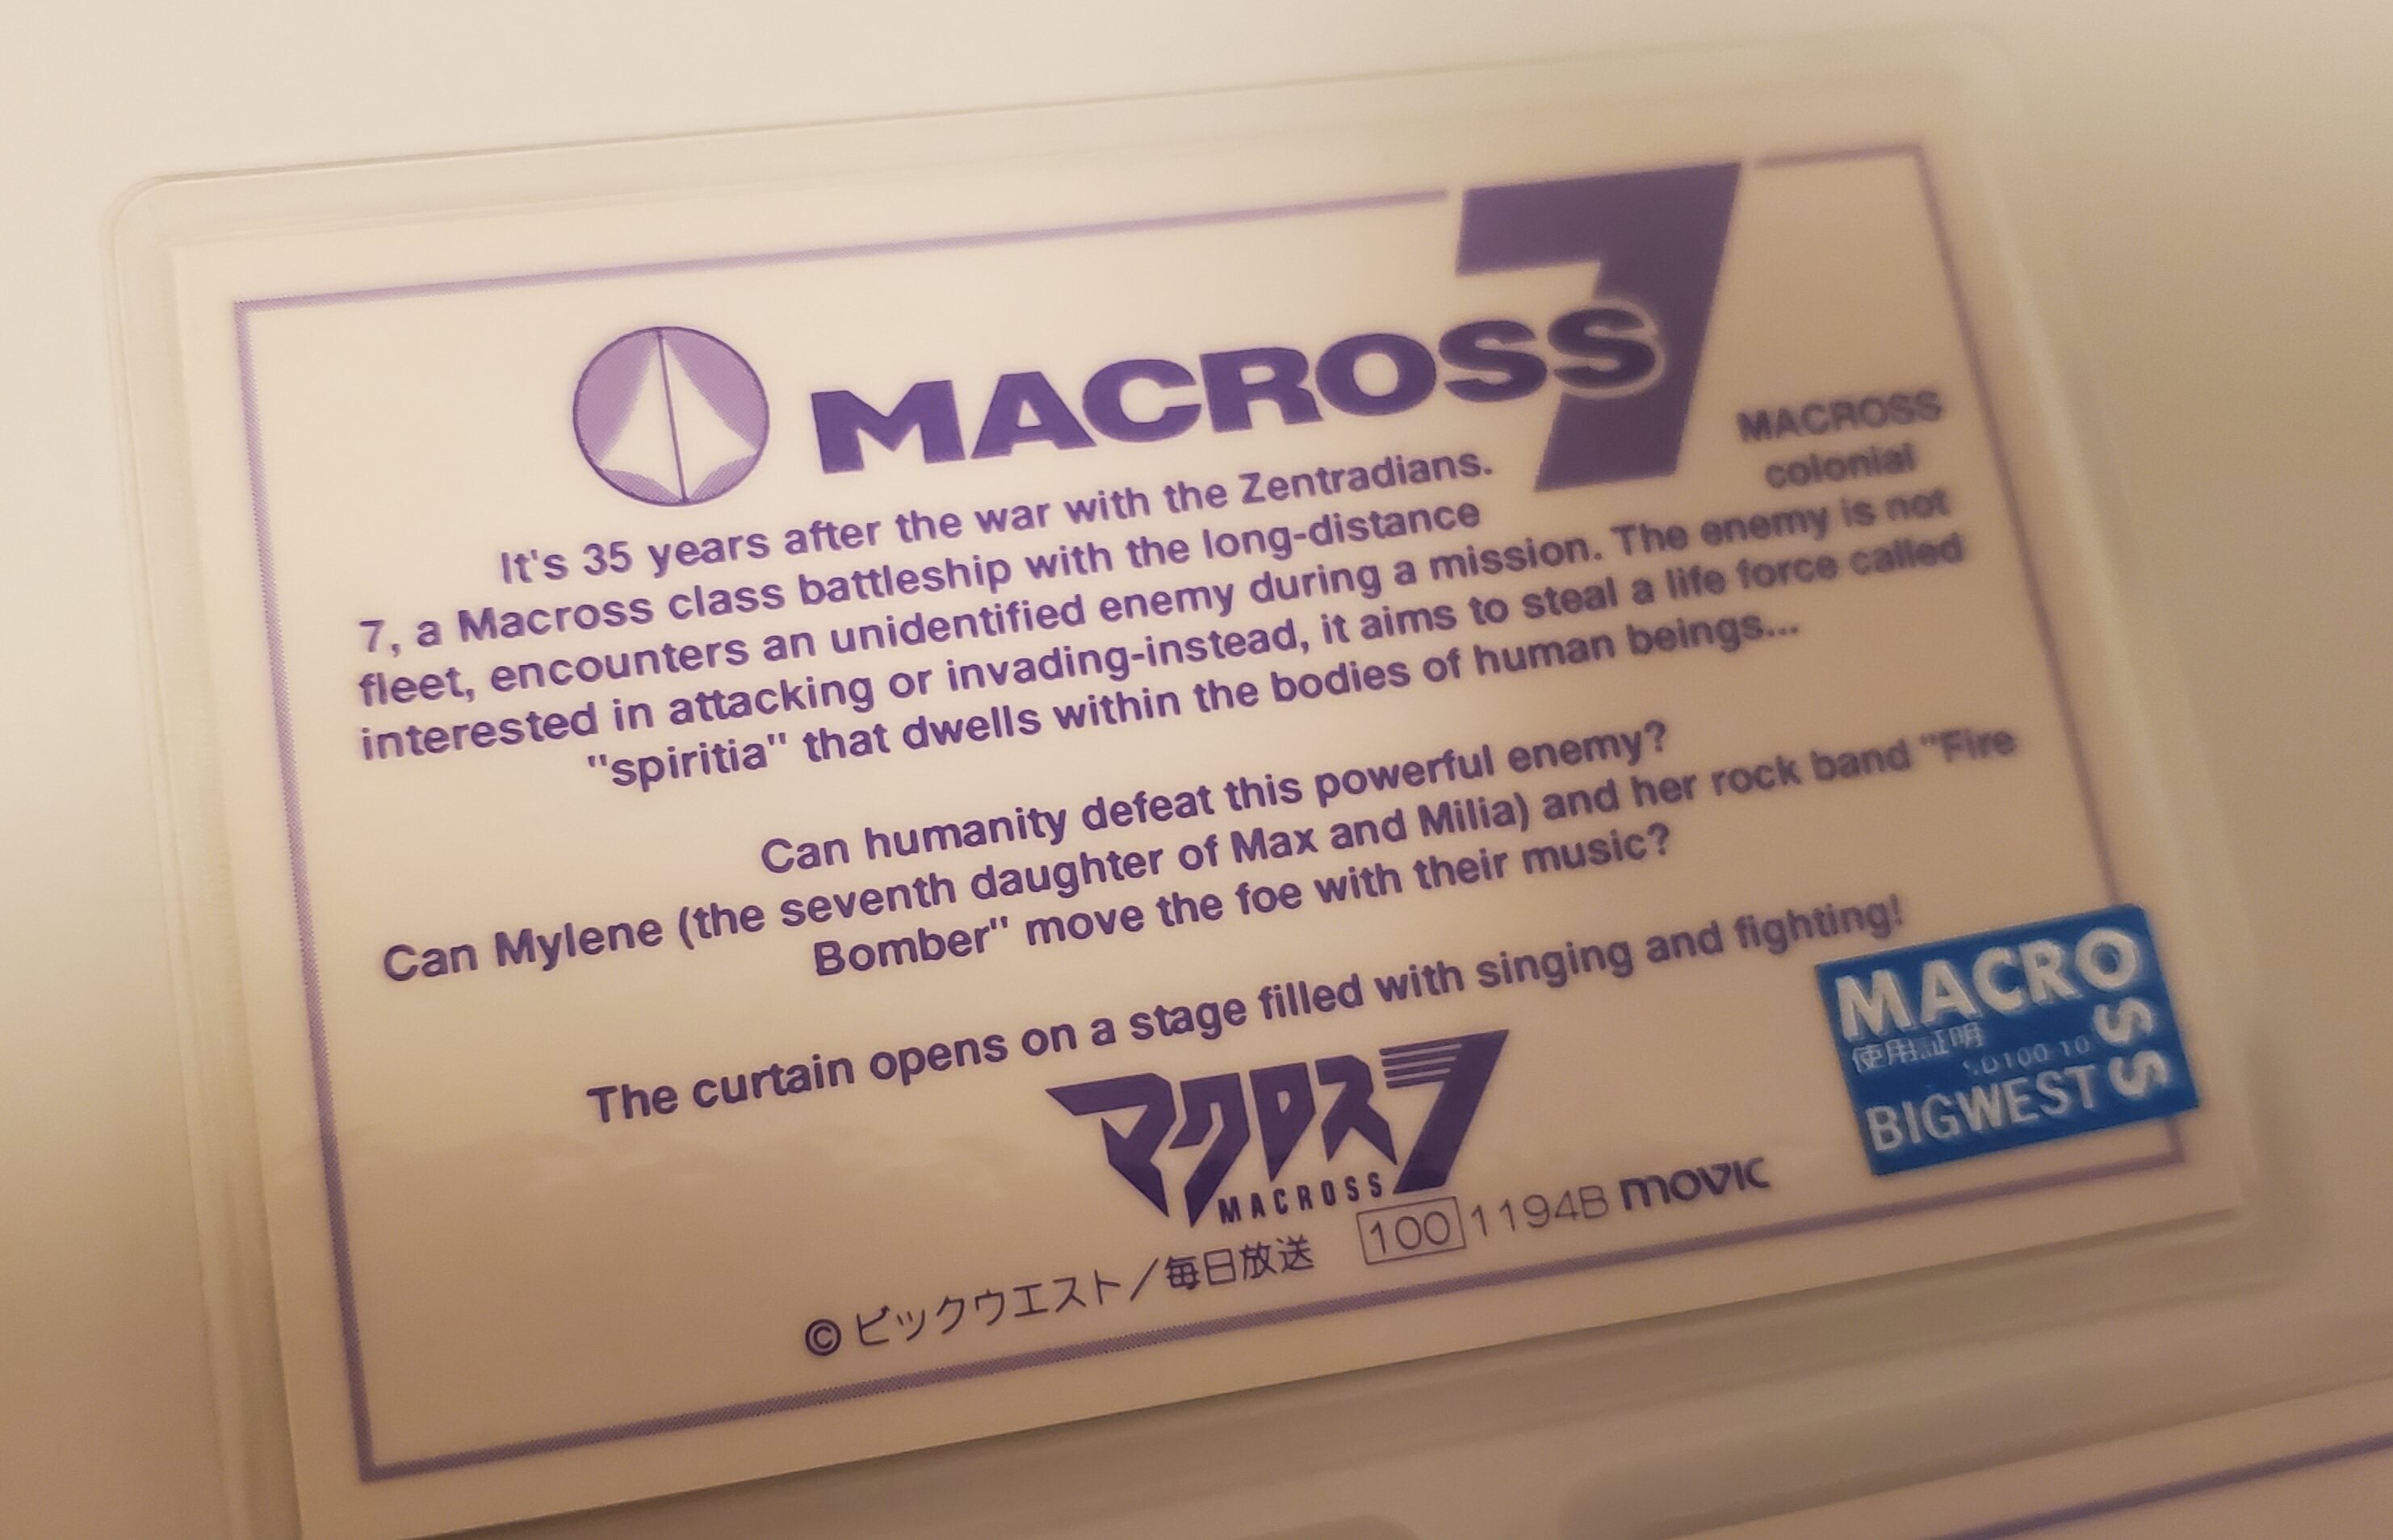 MACROSS 7
It's 35 years after the war with the Zentradians. MACROSS
7, a Macross class battleship with the long-distance colonial
fleet, encounters an unidentified enemy during a mission. The enemy is not
interested in attacking or invading-instead, it aims to steal a life force called
"spiritia" that dwells within the bodies of human beings...
Can humanity defeat this powerful enemy?
Can Mylene (the seventh daughter of Max and Milia) and her rock band "Fire
Bomber" move the foe with their music?
The curtain opens on a stage filled with singing and fighting!
マクロス7
MACROSS
©ビックウエスト/毎日放送 100 1194B movic
MACROSS
使用証明
BIGWEST